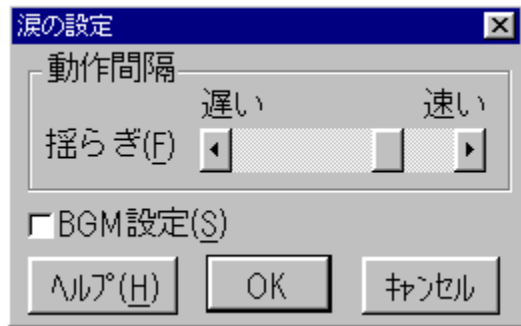 涙の設定
動作間隔
遅い 速い
揺らぎ(F)
BGM設定(S)
ﾍﾙﾌﾟ(H) OK ｷｬﾝｾﾙ